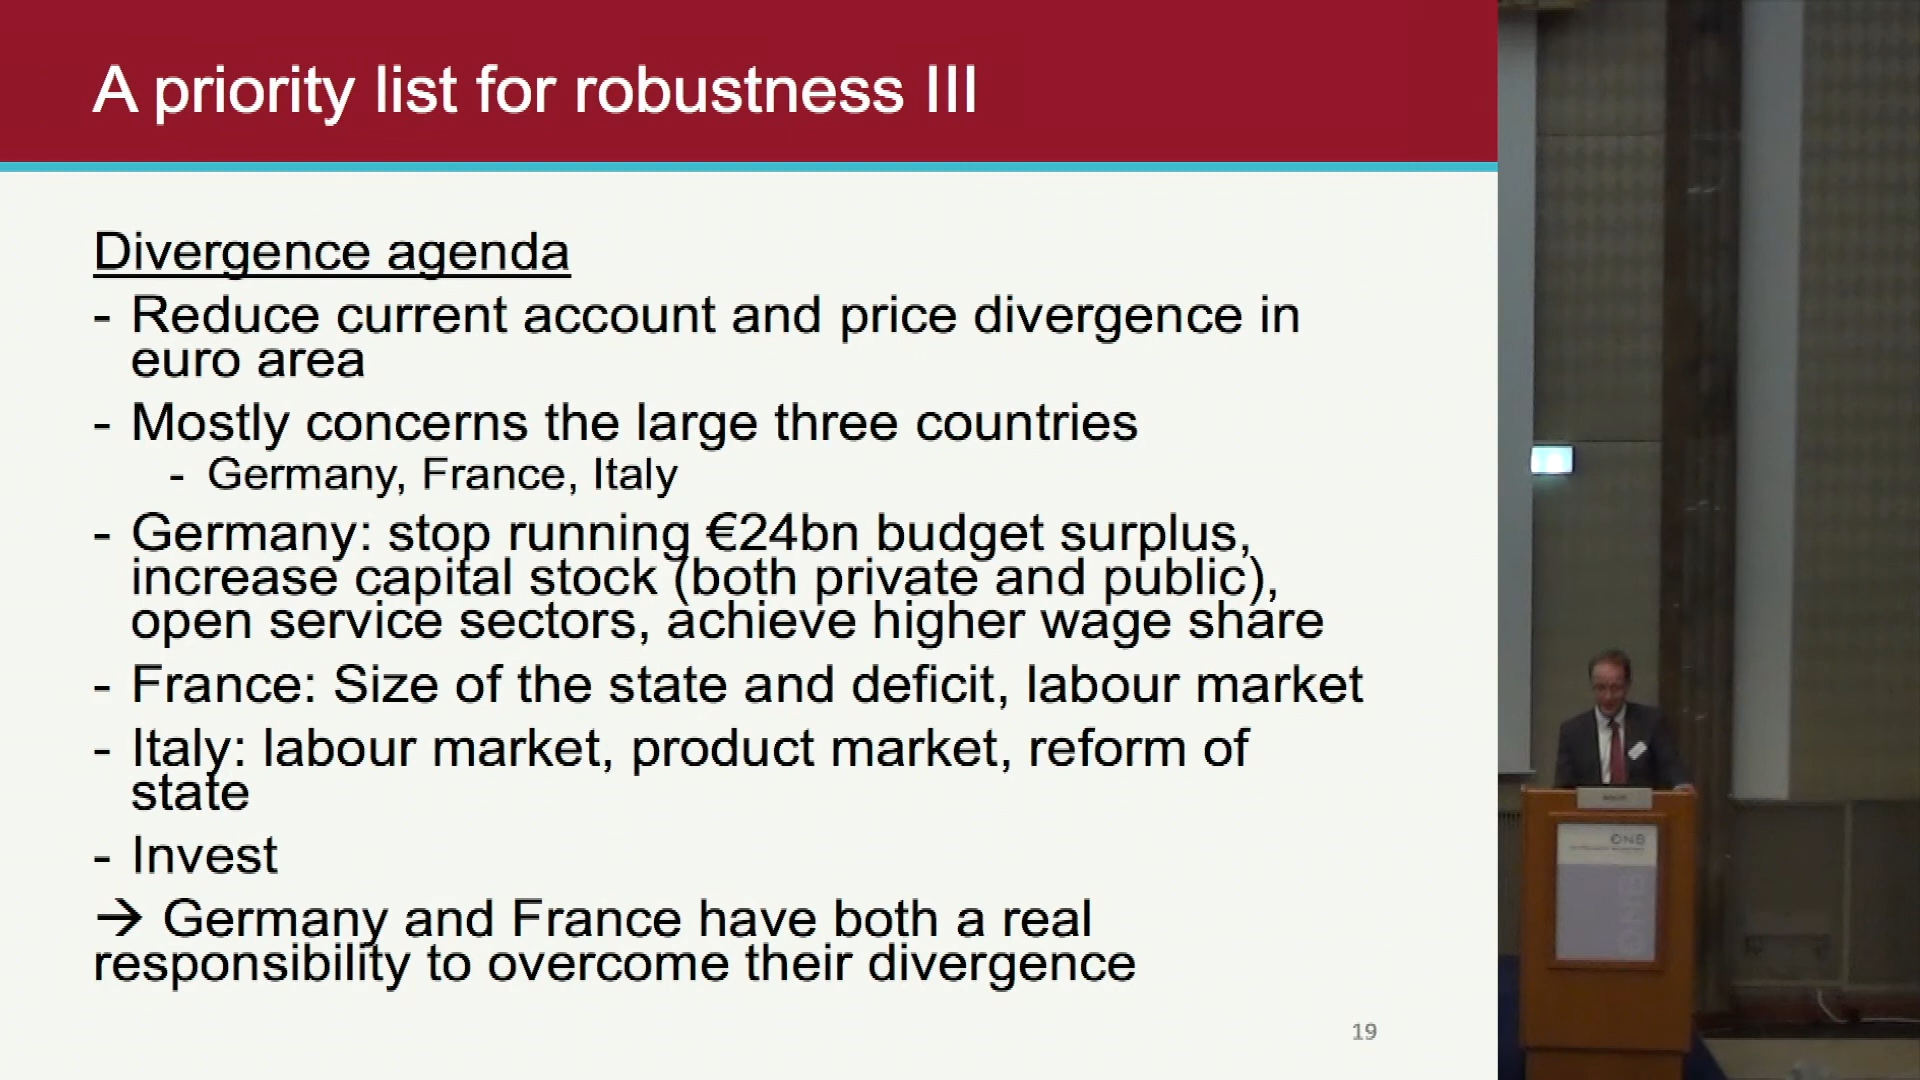 A priority list for robustness III
Divergence agenda
- Reduce current account and price divergence in
euro area
- Mostly concerns the large three countries
- Germany, France, Italy
- Germany: stop running €24bn budget surplus,
increase capital stock (both private and public),
open service sectors, achieve higher wage share
- France: Size of the state and deficit, labour market
- Italy: labour market, product market, reform of
state
- Invest
→ Germany and France have both a real
responsibility to overcome their divergence
19